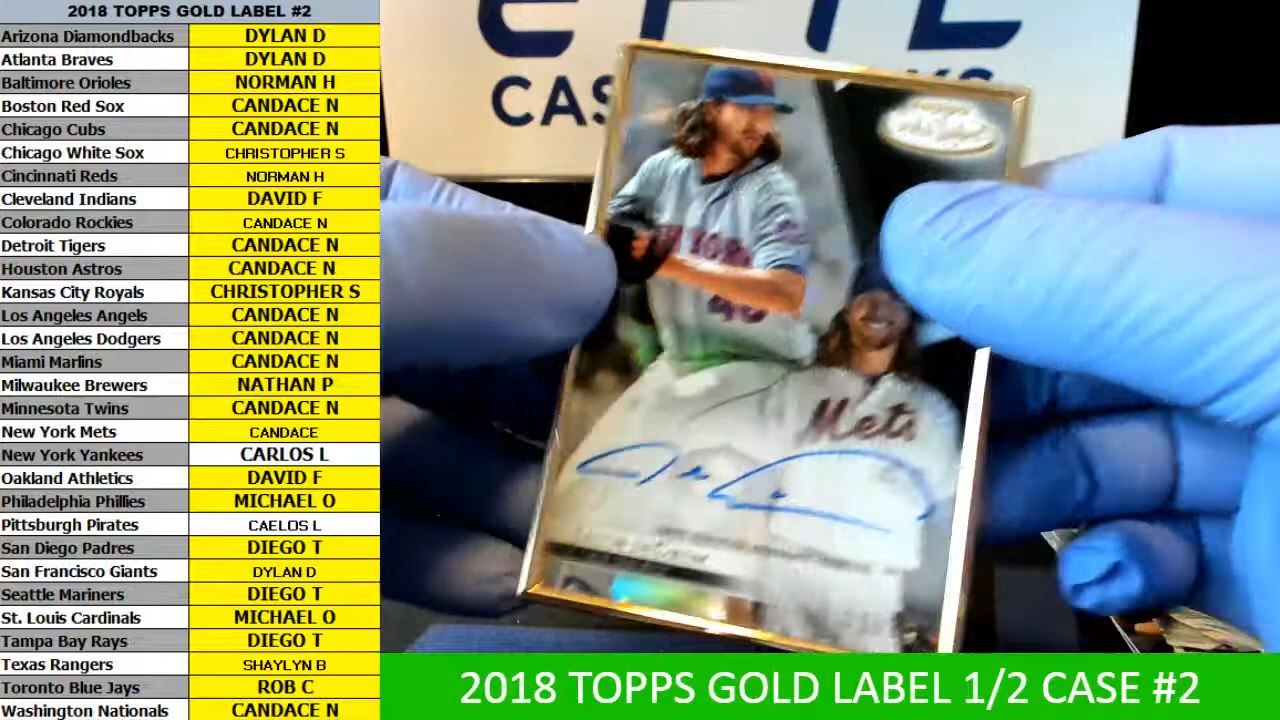 2018 TOPPS GOLD LABEL #2
Arizona Diamondbacks DYLAN D
Atlanta Braves DYLAN D
Baltimore Orioles NORMAN H
Boston Red Sox CANDACE N
Chicago Cubs CANDACE N
Chicago White Sox CHRISTOPHER S
Cincinnati Reds NORMAN H
Cleveland Indians DAVID F
Colorado Rockies CANDACE N
Detroit Tigers CANDACE N
Houston Astros CANDACE N
Kansas City Royals CHRISTOPHER S
Los Angeles Angels CANDACE N
Los Angeles Dodgers CANDACE N
Miami Marlins CANDACE N
Milwaukee Brewers NATHAN P
Minnesota Twins CANDACE N
New York Mets CANDACE
New York Yankees CARLOS L
Oakland Athletics DAVID F
Philadelphia Phillies MICHAEL O
Pittsburgh Pirates CAELOS L
San Diego Padres DIEGO T
San Francisco Giants DYLAN D
Seattle Mariners DIEGO T
St. Louis Cardinals MICHAEL O
Tampa Bay Rays DIEGO T
Texas Rangers SHAYLYN B
Toronto Blue Jays ROB C
Washington Nationals CANDACE N
CAS
Mets
2018 TOPPS GOLD LABEL 1/2 CASE #2